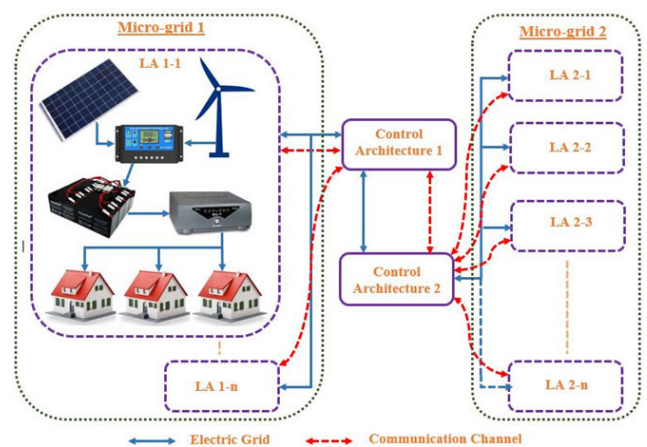 Micro-grid 1
Micro-grid 2
LA 1-1
LA 2-1
Control
Architecture 1
LA 2-2
LA 2-3
Control
Architecture 2
LA 1-n
LA 2-n
Electric Grid
Communication Channel